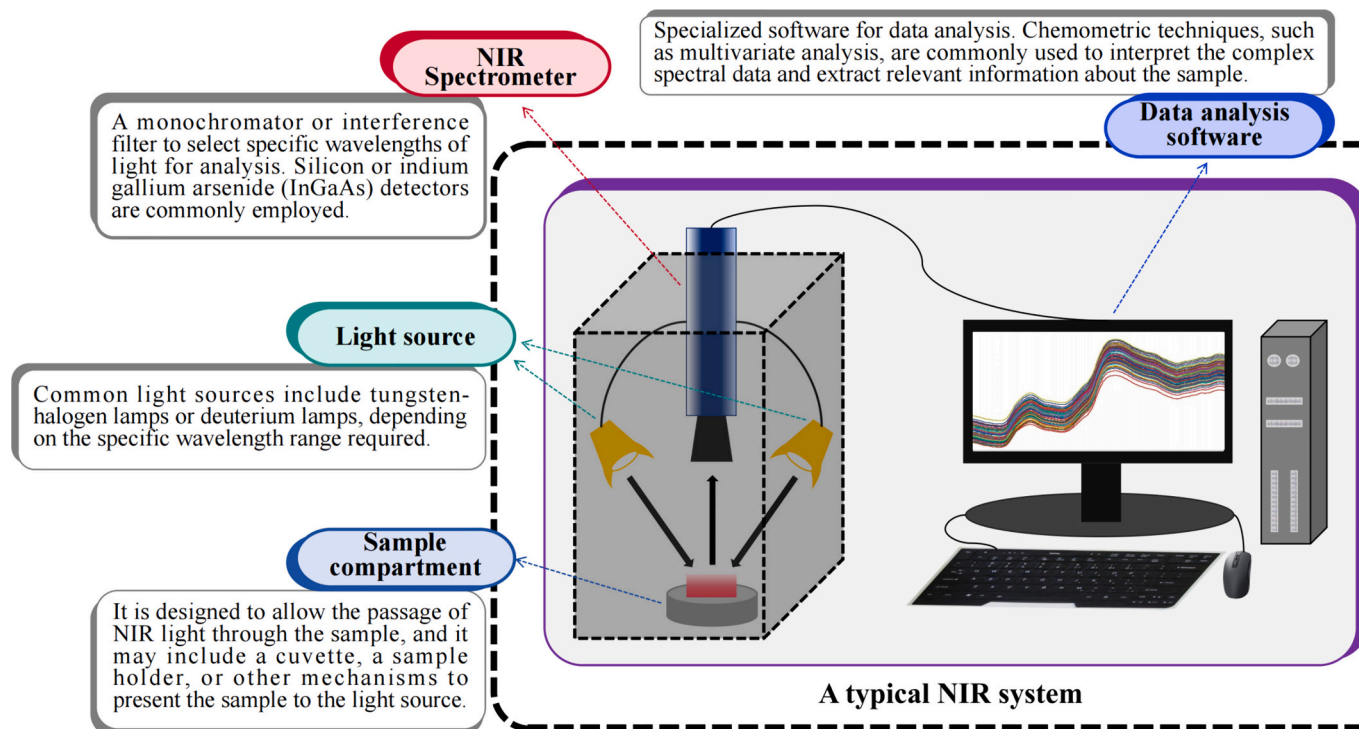 Specialized software for data analysis. Chemometric techniques, such
as multivariate analysis, are commonly used to interpret the complex
spectral data and extract relevant information about the sample.
NIR
Spectrometer
Data analysis
software
A monochromator or interference
filter to select specific wavelengths of
light for analysis. Silicon or indium
gallium arsenide (InGaAs) detectors
are commonly employed.
Light source
Common light sources include tungsten-
halogen lamps or deuterium lamps, depending
on the specific wavelength range required.
Sample
compartment
It is designed to allow the passage of
NIR light through the sample, and it
may include a cuvette, a sample
holder, or other mechanisms to
present the sample to the light source.
A typical NIR system